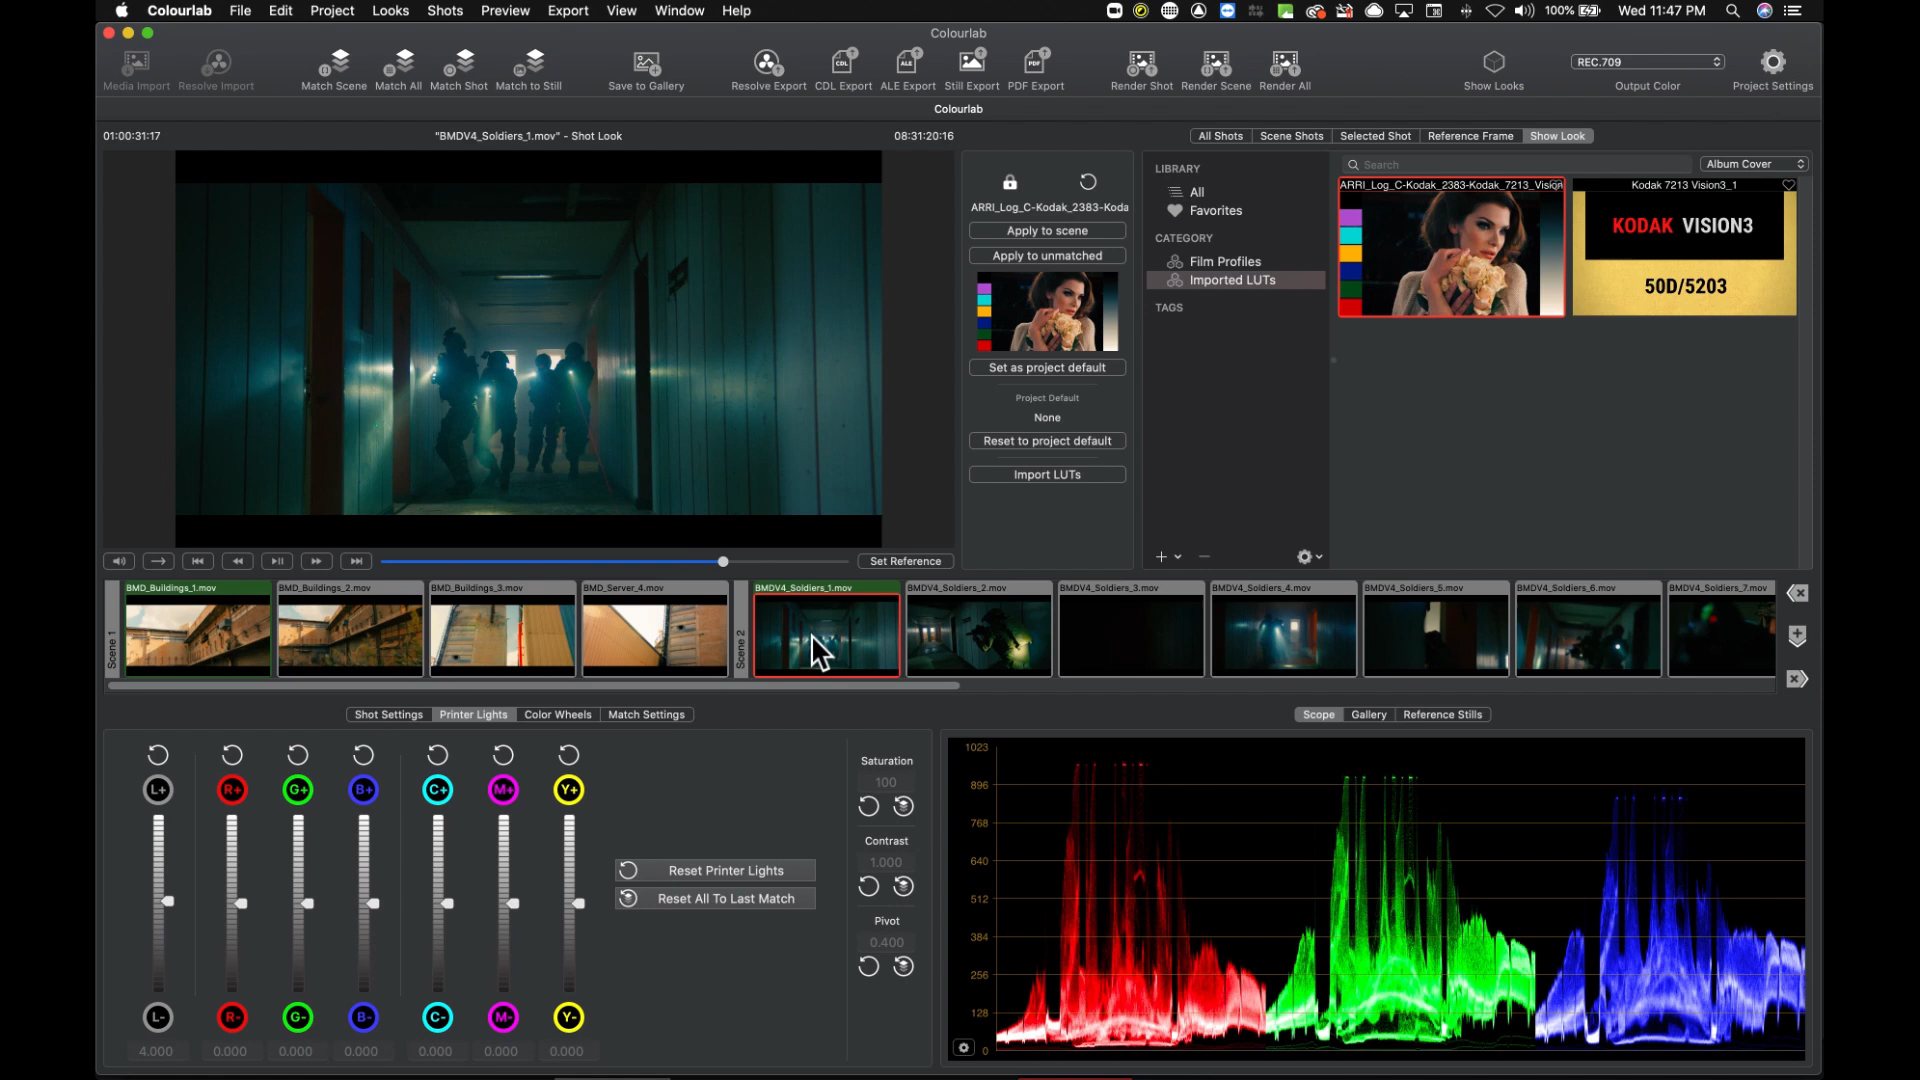 Colourlab File Edit Project Looks Shots Preview Export View Window Help 100% Wed 11:47 PM
Colourlab
Media Import Resolve Import Match Scene Match All Match Shot Match to Still Save to Gallery Resolve Export CDL Export ALE Export Still Export PDF Export Render Shot Render Scene Render All Show Looks REC.709 Output Color Project Settings
CDL ALE PDF
Colourlab
01:00:31:17 "BMDV4_Soldiers_1.mov" - Shot Look 08:31:20:16
All Shots Scene Shots Selected Shot Reference Frame Show Look
ARRI_Log_C-Kodak_2383-Koda
Apply to scene
Apply to unmatched
Set as project default
Project Default
None
Reset to project default
Import LUTs
LIBRARY
All
Favorites
CATEGORY
Film Profiles
Imported LUTs
TAGS
Search
Album Cover
ARRI_Log_C-Kodak_2383-Kodak_7213_Vision
Kodak 7213 Vision3_1
KODAK VISION3
50D/5203
Set Reference
Scene 1
BMD_Buildings_1.mov
BMD_Buildings_2.mov
BMD_Buildings_3.mov
BMD_Server_4.mov
Scene 2
BMDV4_Soldiers_1.mov
BMDV4_Soldiers_2.mov
BMDV4_Soldiers_3.mov
BMDV4_Soldiers_4.mov
BMDV4_Soldiers_5.mov
BMDV4_Soldiers_6.mov
BMDV4_Soldiers_7.mov
Shot Settings Printer Lights Color Wheels Match Settings
L+ R+ G+ B+ C+ M+ Y+
L- R- G- B- C- M- Y-
4.000 0.000 0.000 0.000 0.000 0.000 0.000
Reset Printer Lights
Reset All To Last Match
Saturation
100
Contrast
1.000
Pivot
0.400
Scope Gallery Reference Stills
1023
896
768
640
512
384
256
128
0